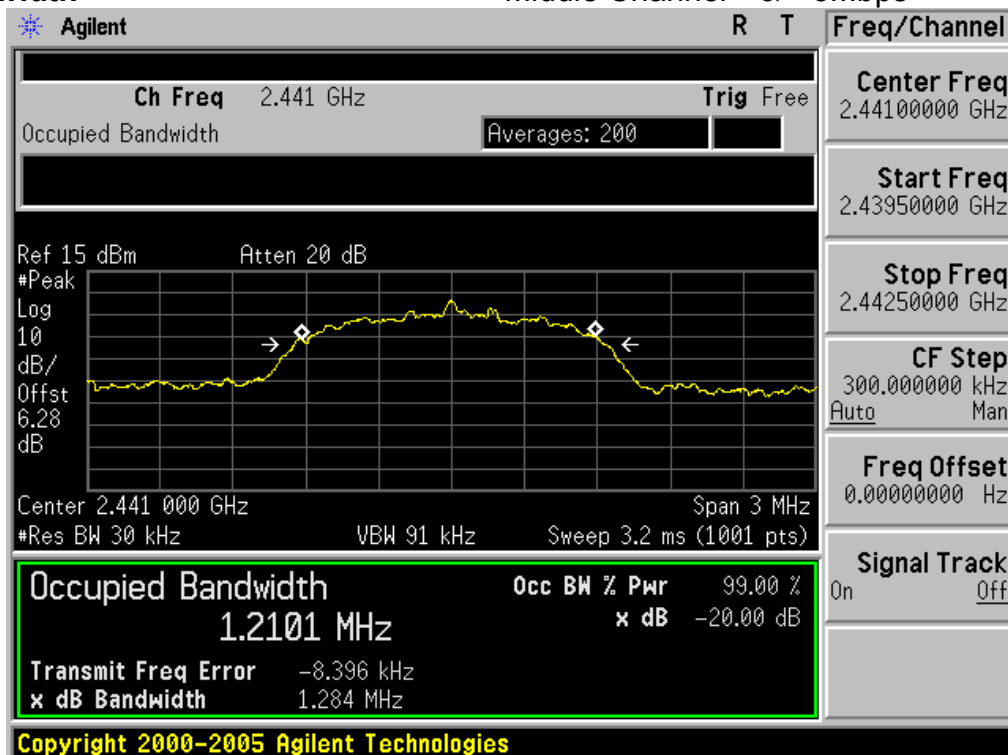 Agilent R T Freq/Channel
Ch Freq 2.441 GHz Trig Free
Occupied Bandwidth Averages: 200
Center Freq
2.44100000 GHz
Start Freq
2.43950000 GHz
Stop Freq
2.44250000 GHz
CF Step
300.000000 kHz
Auto Man
Freq Offset
0.00000000 Hz
Signal Track
On Off
Ref 15 dBm Atten 20 dB
#Peak
Log
10
dB/
Offst
6.28
dB
Center 2.441 000 GHz Span 3 MHz
#Res BW 30 kHz VBW 91 kHz Sweep 3.2 ms (1001 pts)
Occupied Bandwidth Occ BW % Pwr 99.00 %
1.2101 MHz x dB -20.00 dB
Transmit Freq Error -8.396 kHz
x dB Bandwidth 1.284 MHz
Copyright 2000-2005 Agilent Technologies